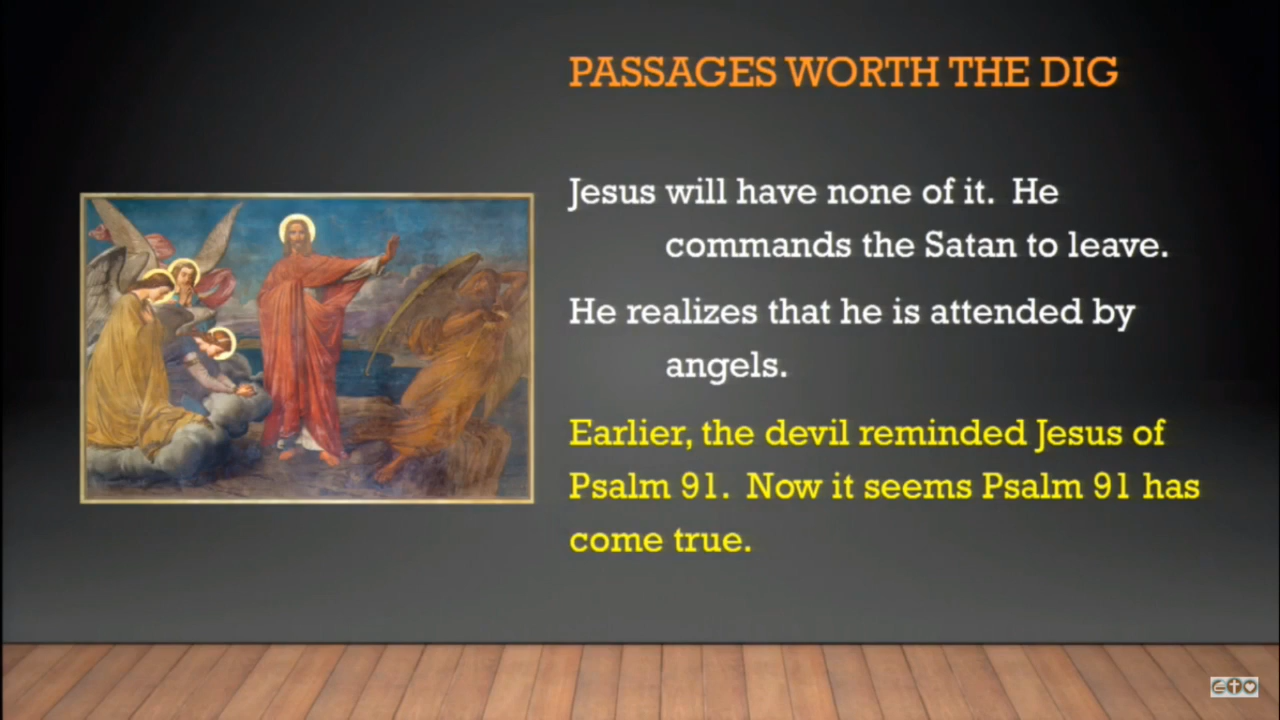 PASSAGES WORTH THE DIG
Jesus will have none of it. He
commands the Satan to leave.
He realizes that he is attended by
angels.
Earlier, the devil reminded Jesus of
Psalm 91. Now it seems Psalm 91 has
come true.